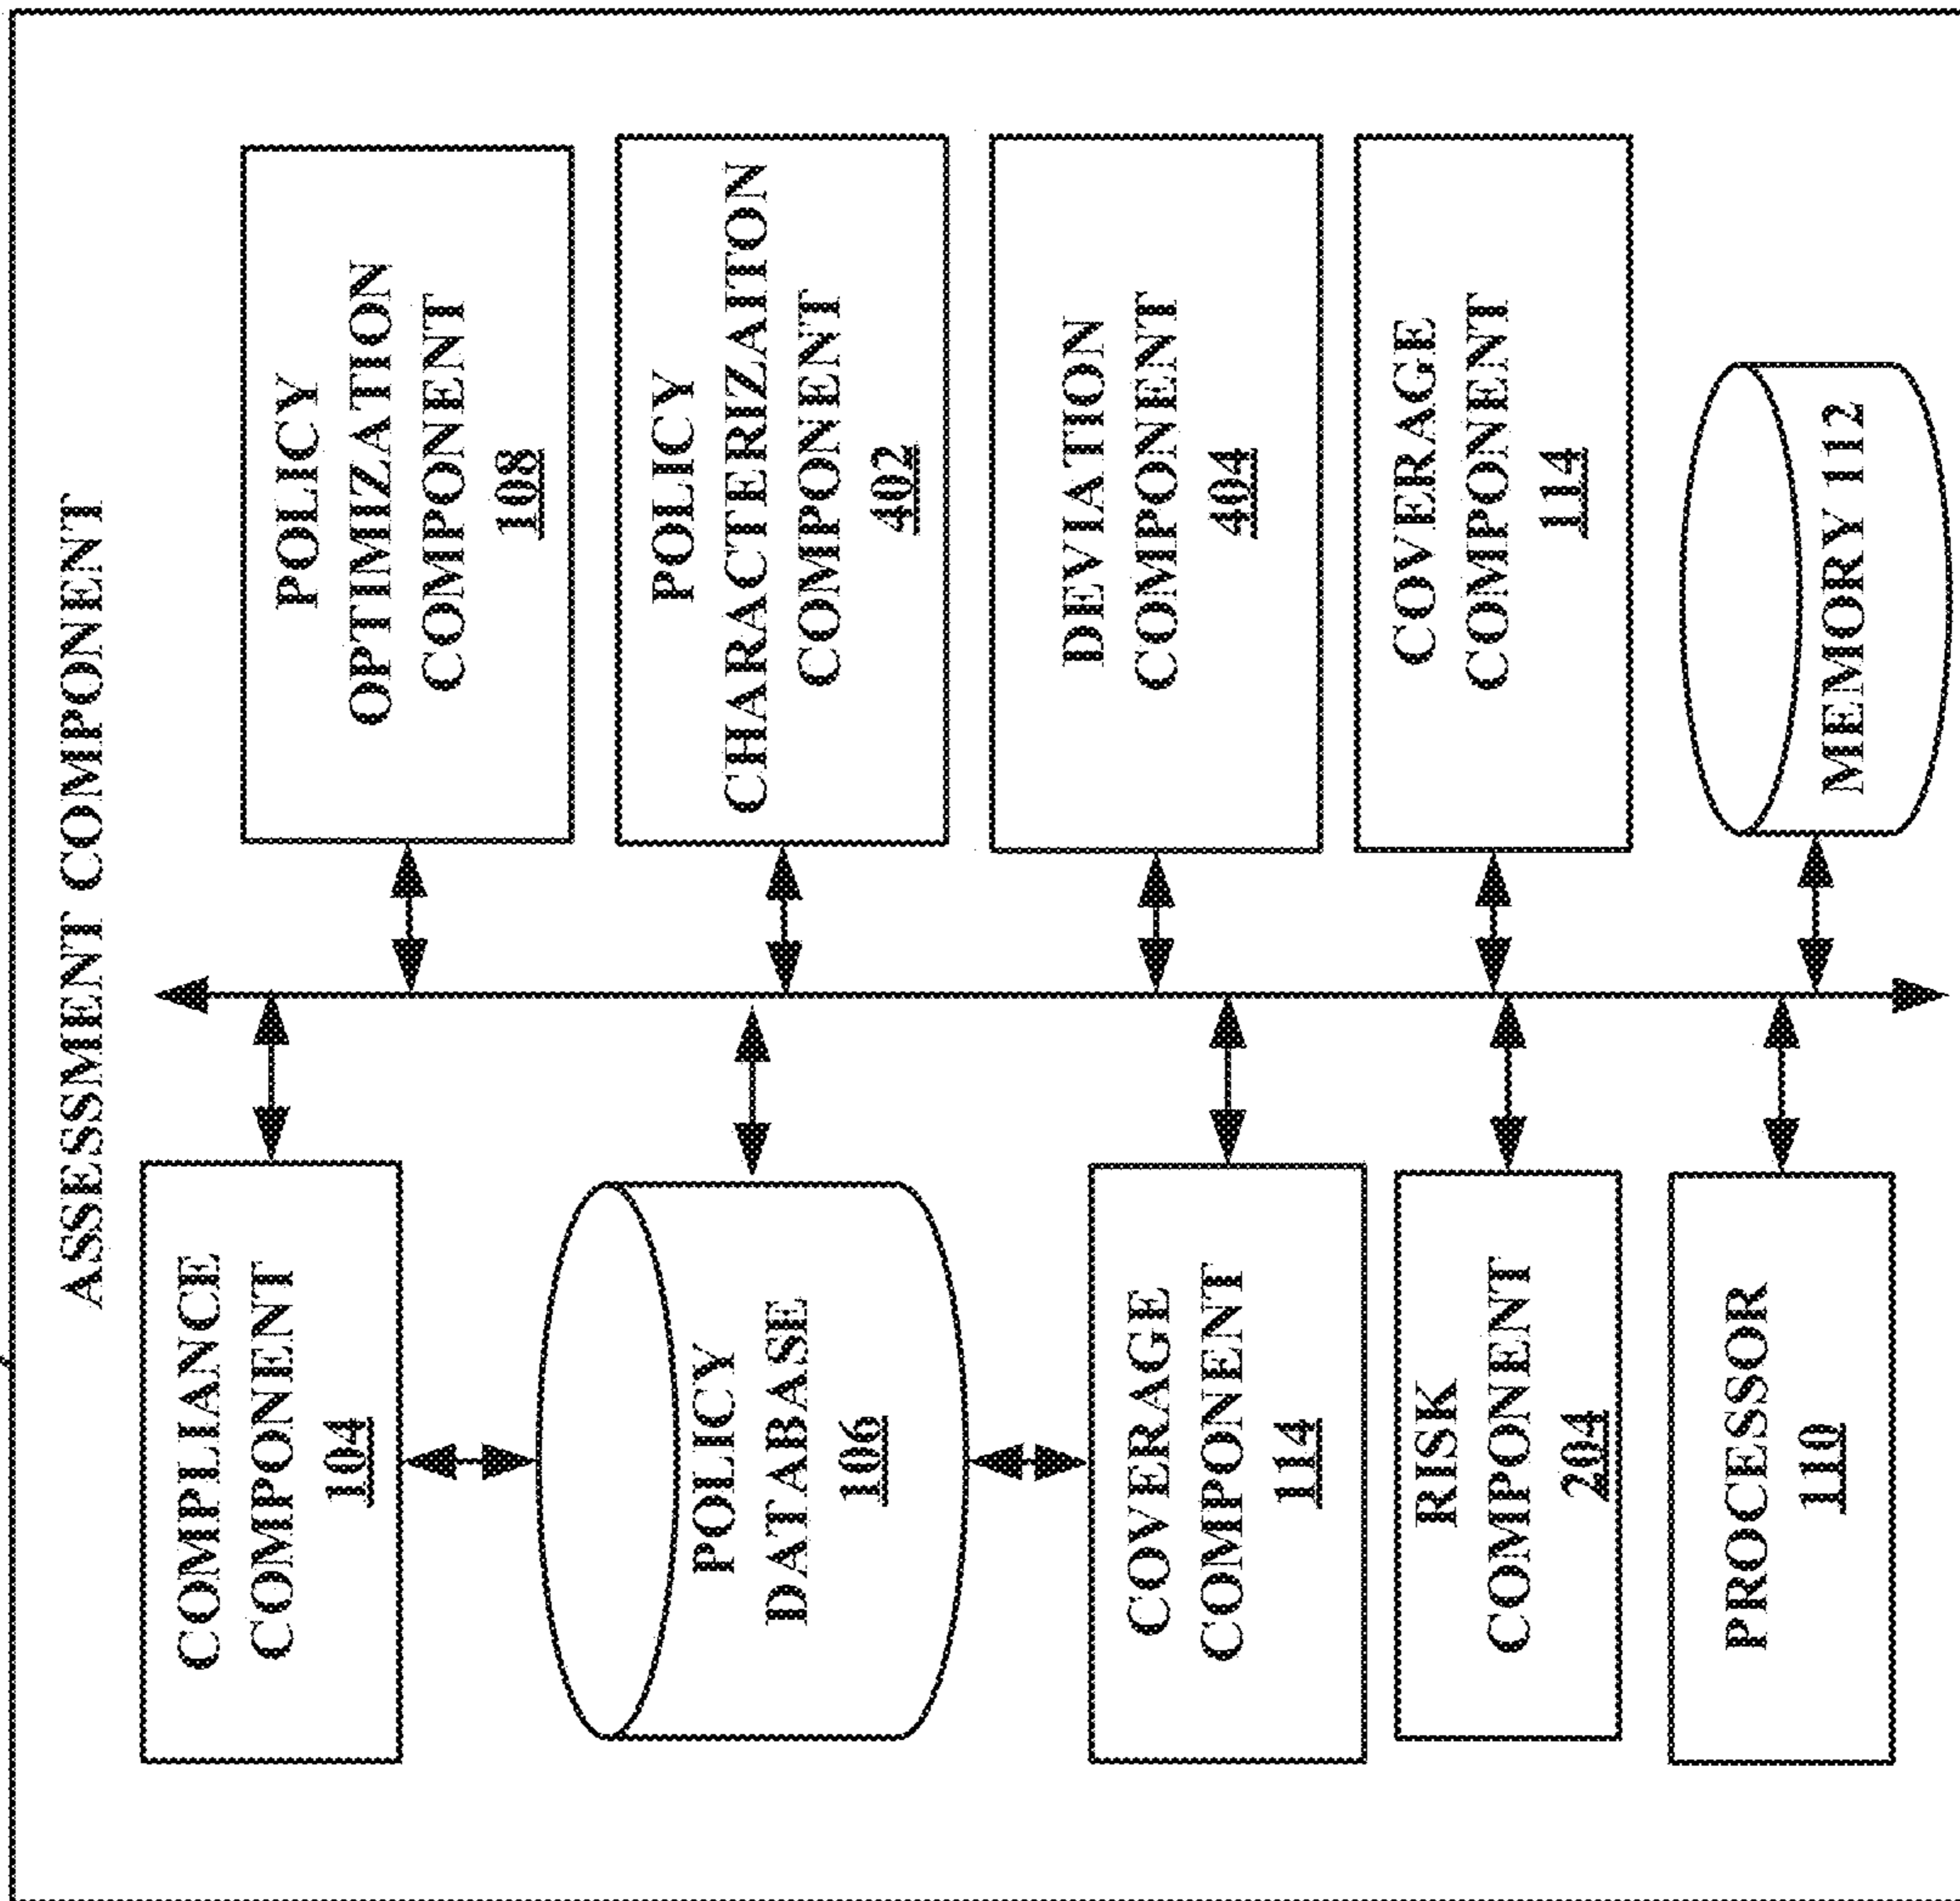 ASSESSMENT COMPONENT
COMPLIANCE
COMPONENT
104
POLICY
DATABASE
106
COVERAGE
COMPONENT
114
RISK
COMPONENT
204
PROCESSOR
110
POLICY
OPTIMIZATION
COMPONENT
108
POLICY
CHARACTERIZAITON
COMPONENT
402
DEVIATION
COMPONENT
404
COVERAGE
COMPONENT
114
MEMORY 112